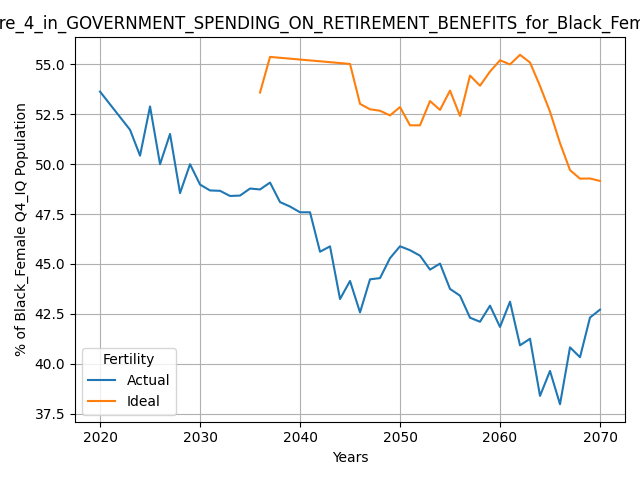 re_4_in_GOVERNMENT_SPENDING_ON_RETIREMENT_BENEFITS_for_Black_Fem
55.0
52.5
50.0
47.5
45.0
42.5
40.0
37.5
% of Black_Female Q4_IQ Population
Fertility
Actual
Ideal
2020 2030 2040 2050 2060 2070
Years